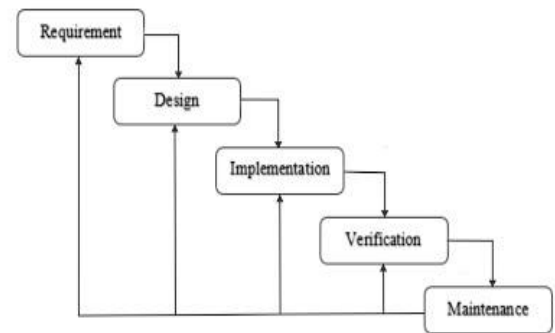 Requirement
Design
Implementation
Verification
Maintenance